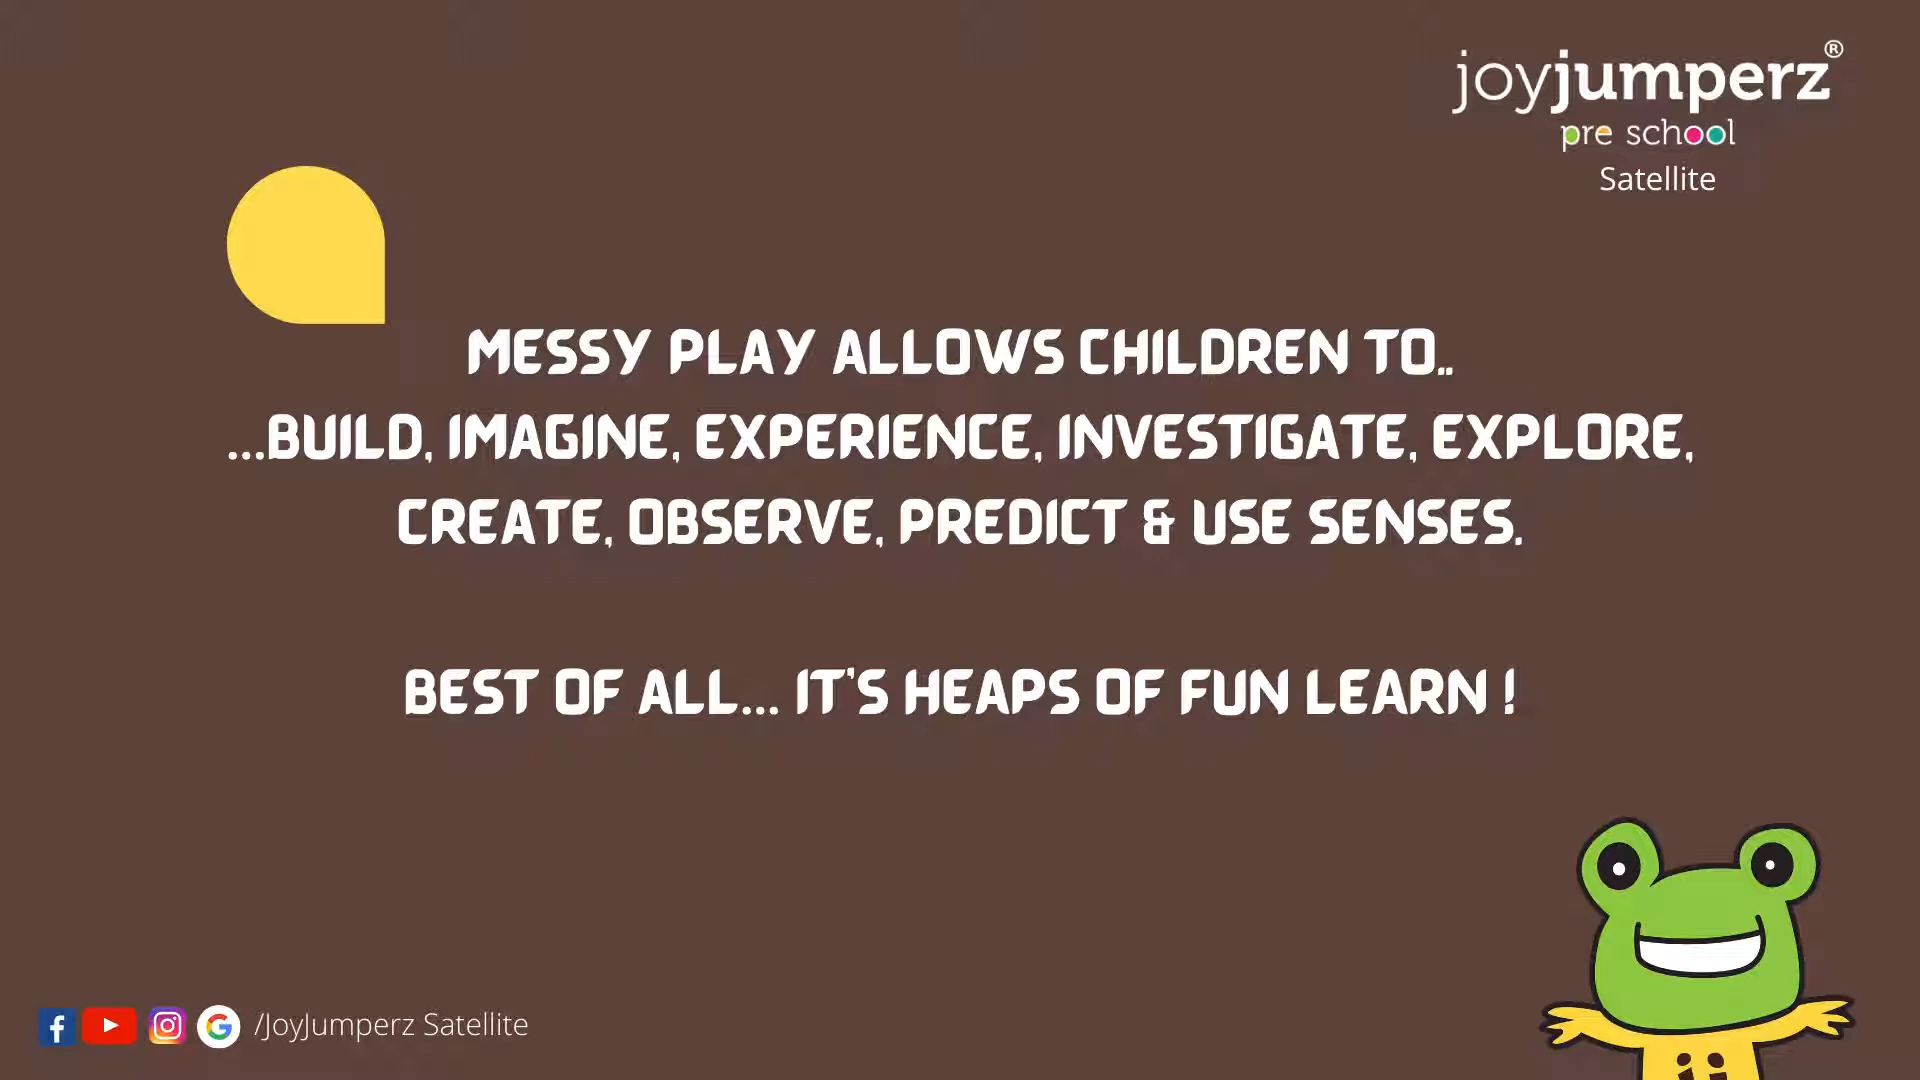 joyjumperz®
pre school
Satellite
MESSY PLAY ALLOWS CHILDREN TO..
...BUILD, IMAGINE, EXPERIENCE, INVESTIGATE, EXPLORE,
CREATE, OBSERVE, PREDICT & USE SENSES.
BEST OF ALL... IT'S HEAPS OF FUN LEARN !
/JoyJumperz Satellite